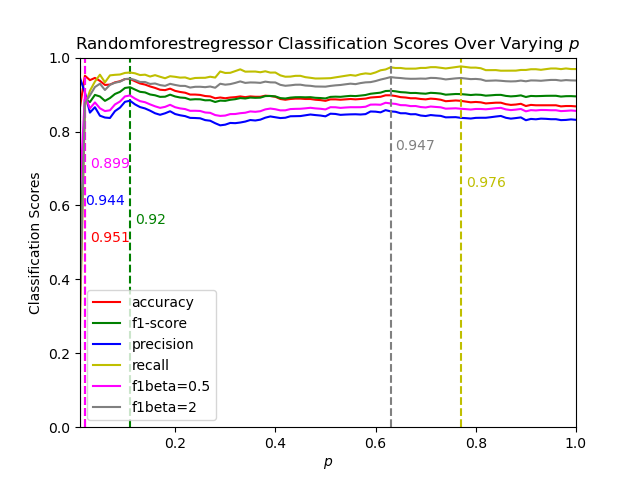 Randomforestregressor Classification Scores Over Varying p
Classification Scores
1.0
0.8
0.6
0.4
0.2
0.0
0.947
0.899
0.976
0.944
0.92
0.951
accuracy
f1-score
precision
recall
f1beta=0.5
f1beta=2
0.2 0.4 0.6 0.8 1.0
p